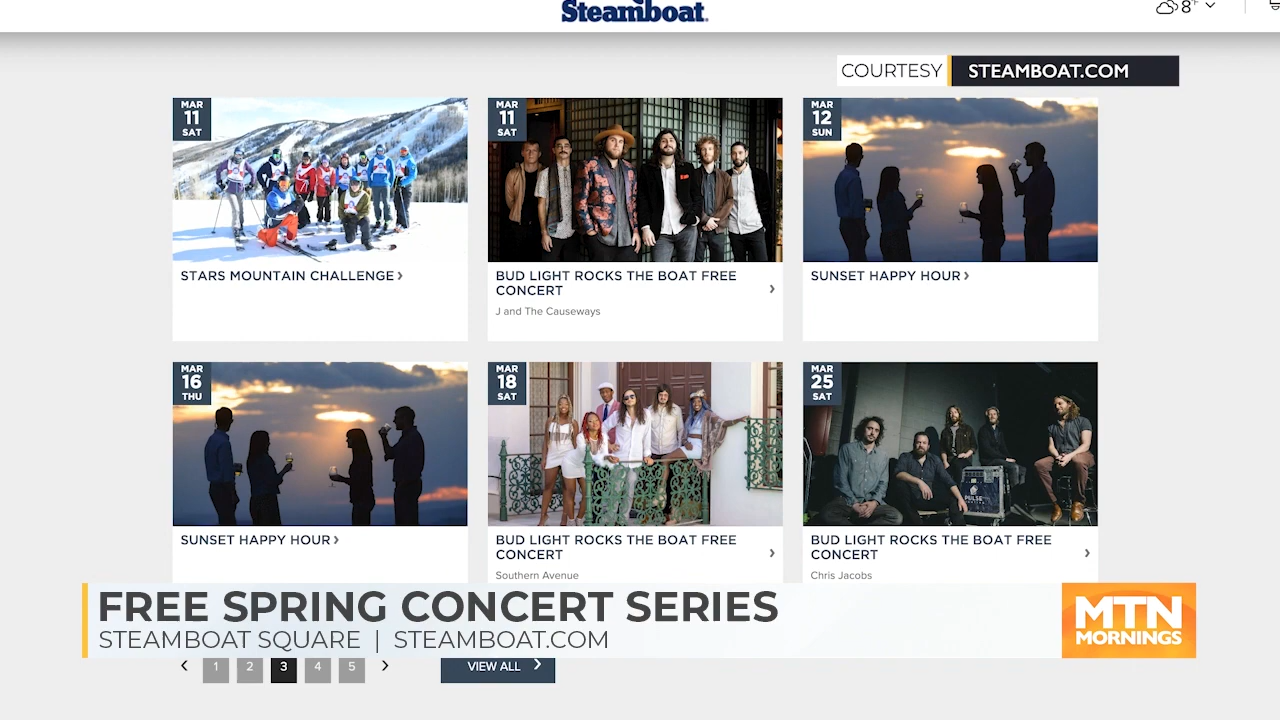 Steamboat
8°
COURTESY STEAMBOAT.COM
MAR
11
SAT
STARS MOUNTAIN CHALLENGE ›
MAR
11
SAT
BUD LIGHT ROCKS THE BOAT FREE
CONCERT ›
J and The Causeways
MAR
12
SUN
SUNSET HAPPY HOUR ›
MAR
16
THU
SUNSET HAPPY HOUR ›
MAR
18
SAT
BUD LIGHT ROCKS THE BOAT FREE
CONCERT ›
Southern Avenue
MAR
25
SAT
PULSE
BUD LIGHT ROCKS THE BOAT FREE
CONCERT ›
Chris Jacobs
FREE SPRING CONCERT SERIES
STEAMBOAT SQUARE | STEAMBOAT.COM
MTN
MORNINGS
‹ 1 2 3 4 5 › VIEW ALL ›